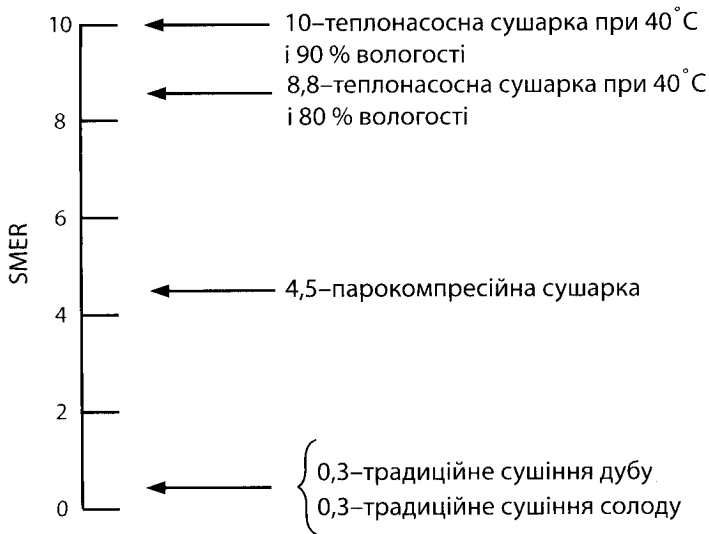 10
10–теплонасосна сушарка при 40°С
і 90 % вологості
8,8–теплонасосна сушарка при 40°С
і 80 % вологості
8
6
SMER
4,5–парокомпресійна сушарка
4
2
0,3–традиційне сушіння дубу
0,3–традиційне сушіння солоду
0